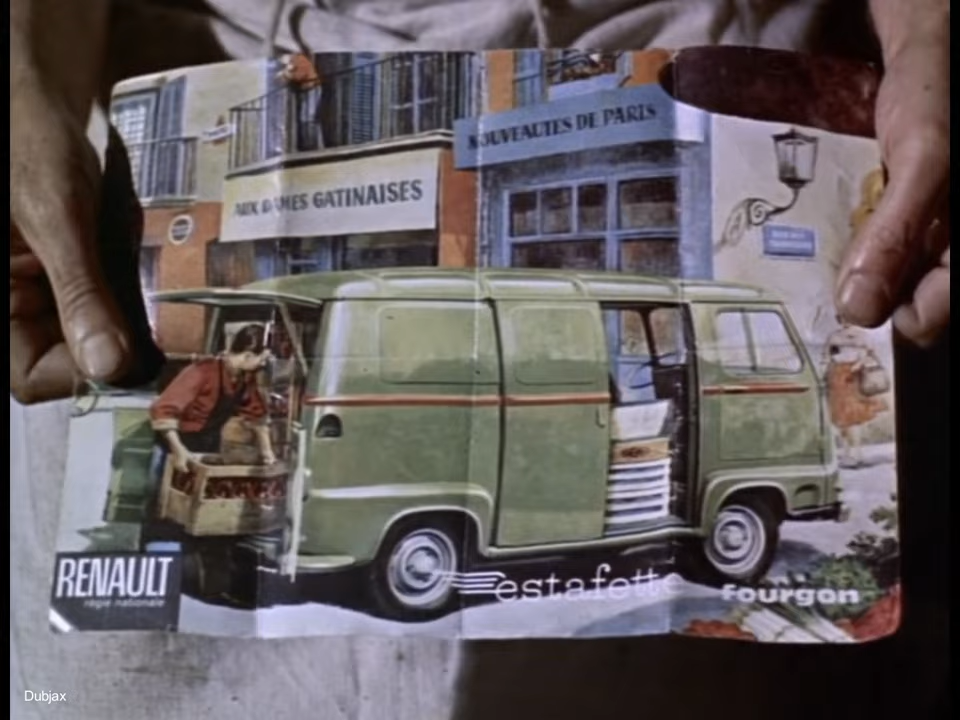 NOUVEAUTES DE PARIS
AUX DAMES GATINAISES
RENAULT
régie nationale
estafette
fourgon
Dubjax